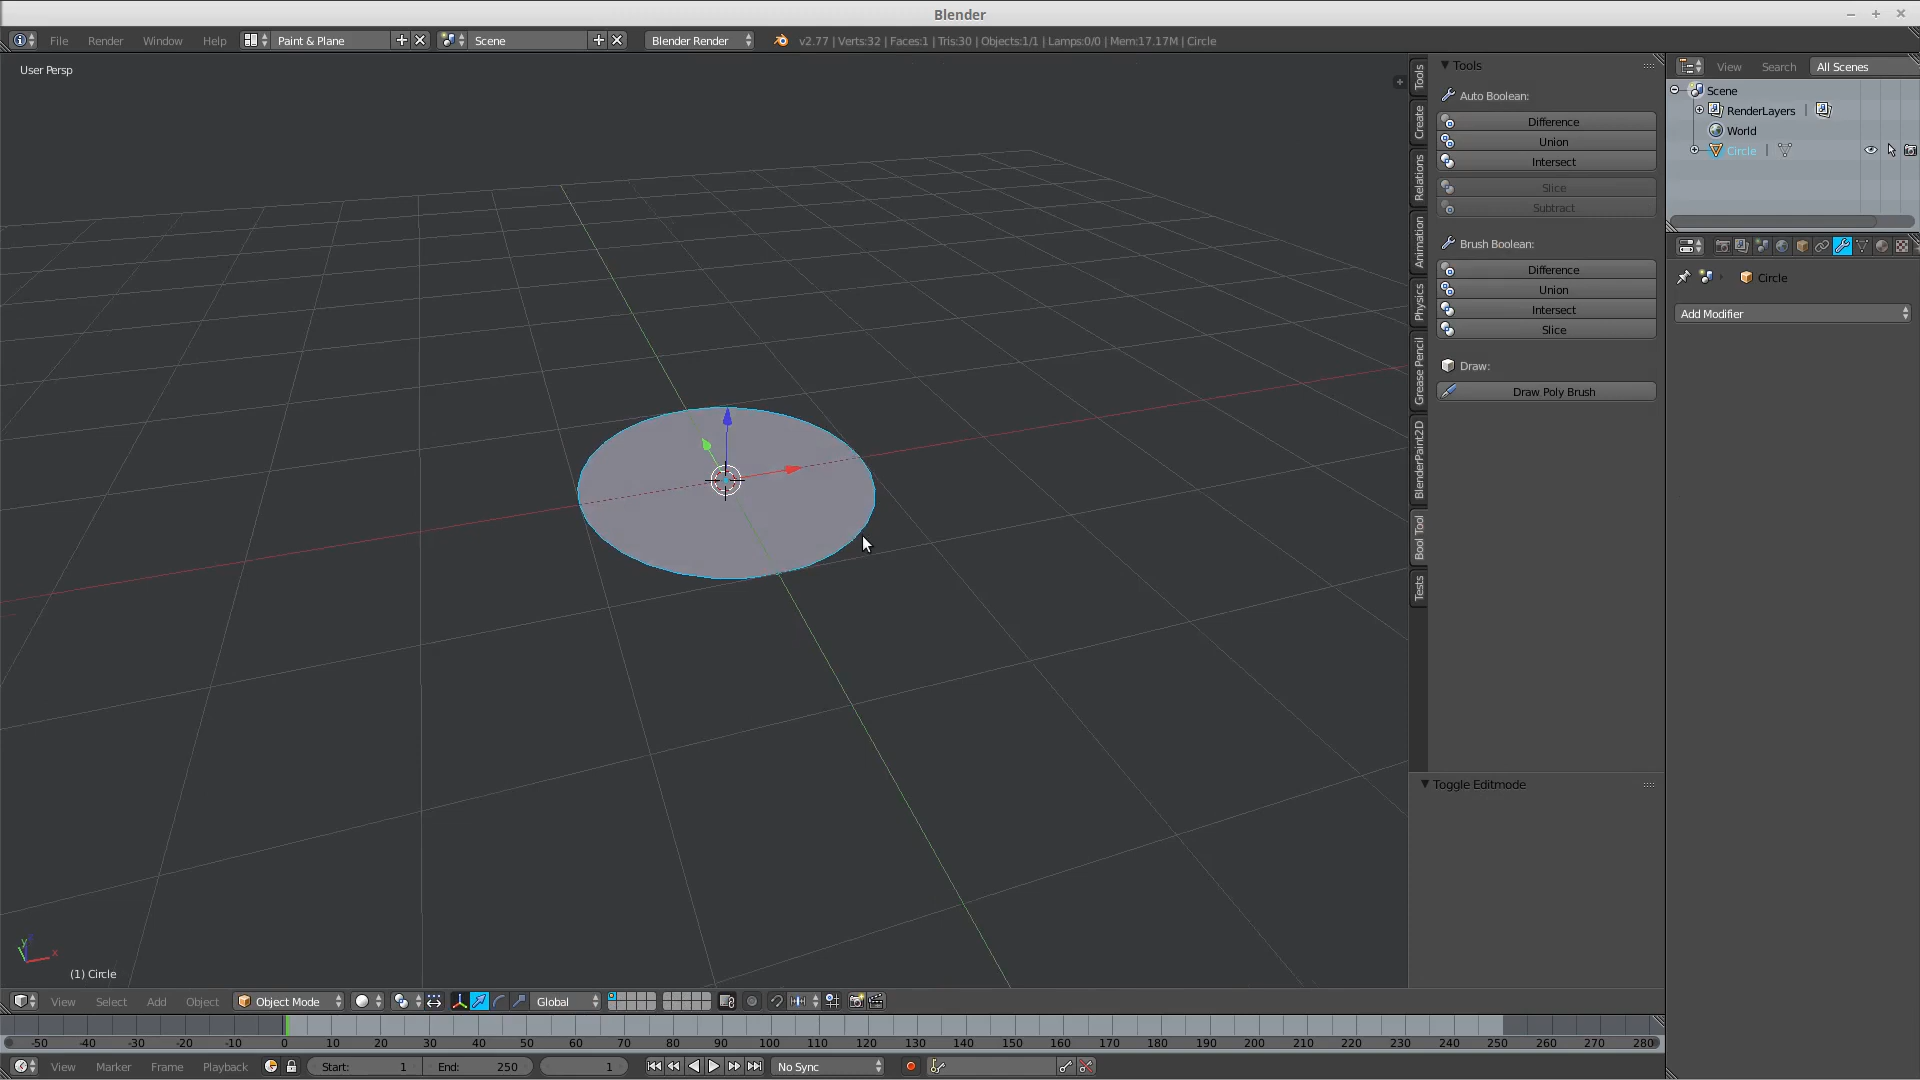 Blender
File Render Window Help Paint & Plane Scene Blender Render v2.77 | Verts:32 | Faces:1 | Tris:30 | Objects:1/1 | Lamps:0/0 | Mem:17.17M | Circle
User Persp
Tools
Create
Relations
Animation
Physics
Grease Pencil
BlenderPaint2D
Bool Tool
Tests
Tools
Auto Boolean:
Difference
Union
Intersect
Slice
Subtract
Brush Boolean:
Difference
Union
Intersect
Slice
Draw:
Draw Poly Brush
Toggle Editmode
View Search All Scenes
Scene
RenderLayers |
World
Circle |
Circle
Add Modifier
y x
(1) Circle
View Select Add Object Object Mode Global
-50 -40 -30 -20 -10 0 10 20 30 40 50 60 70 80 90 100 110 120 130 140 150 160 170 180 190 200 210 220 230 240 250 260 270 280
View Marker Frame Playback Start: 1 End: 250 1 No Sync